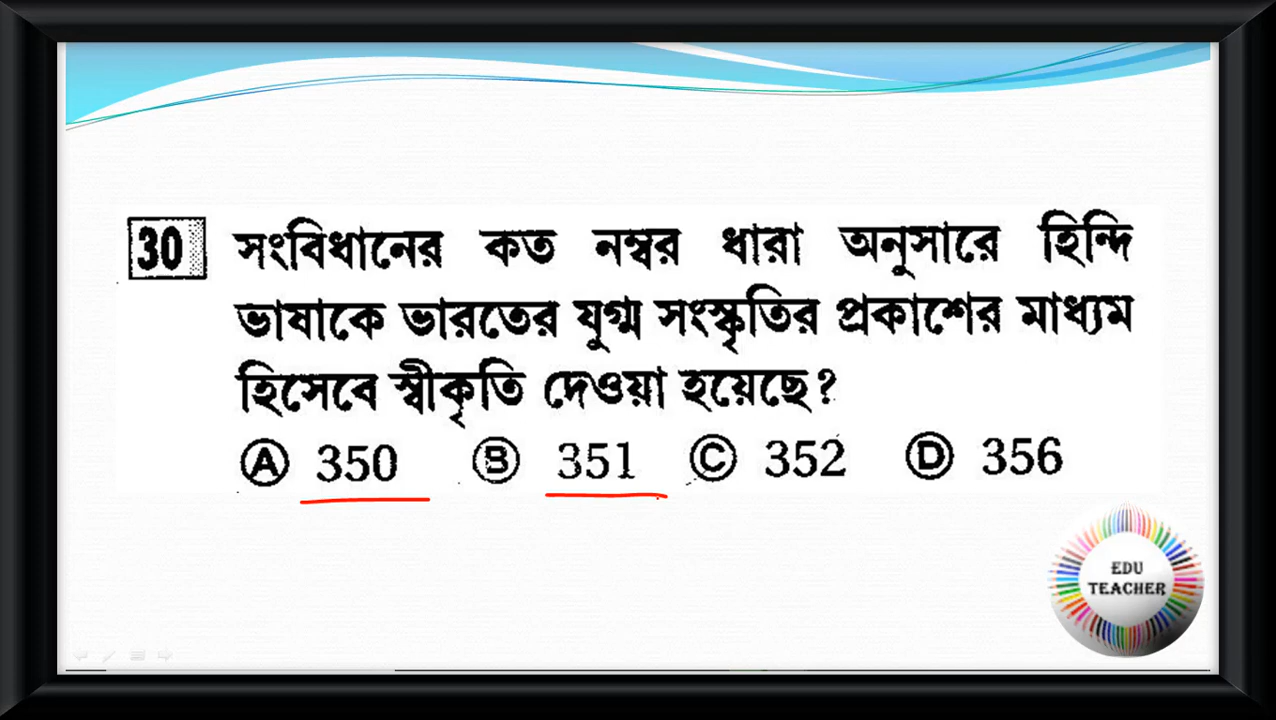 30 সংবিধানের কত নম্বর ধারা অনুসারে হিন্দি
ভাষাকে ভারতের যুগ্ম সংস্কৃতির প্রকাশের মাধ্যম
হিসেবে স্বীকৃতি দেওয়া হয়েছে?
Ⓐ 350 Ⓑ 351 Ⓒ 352 Ⓓ 356
EDU
TEACHER